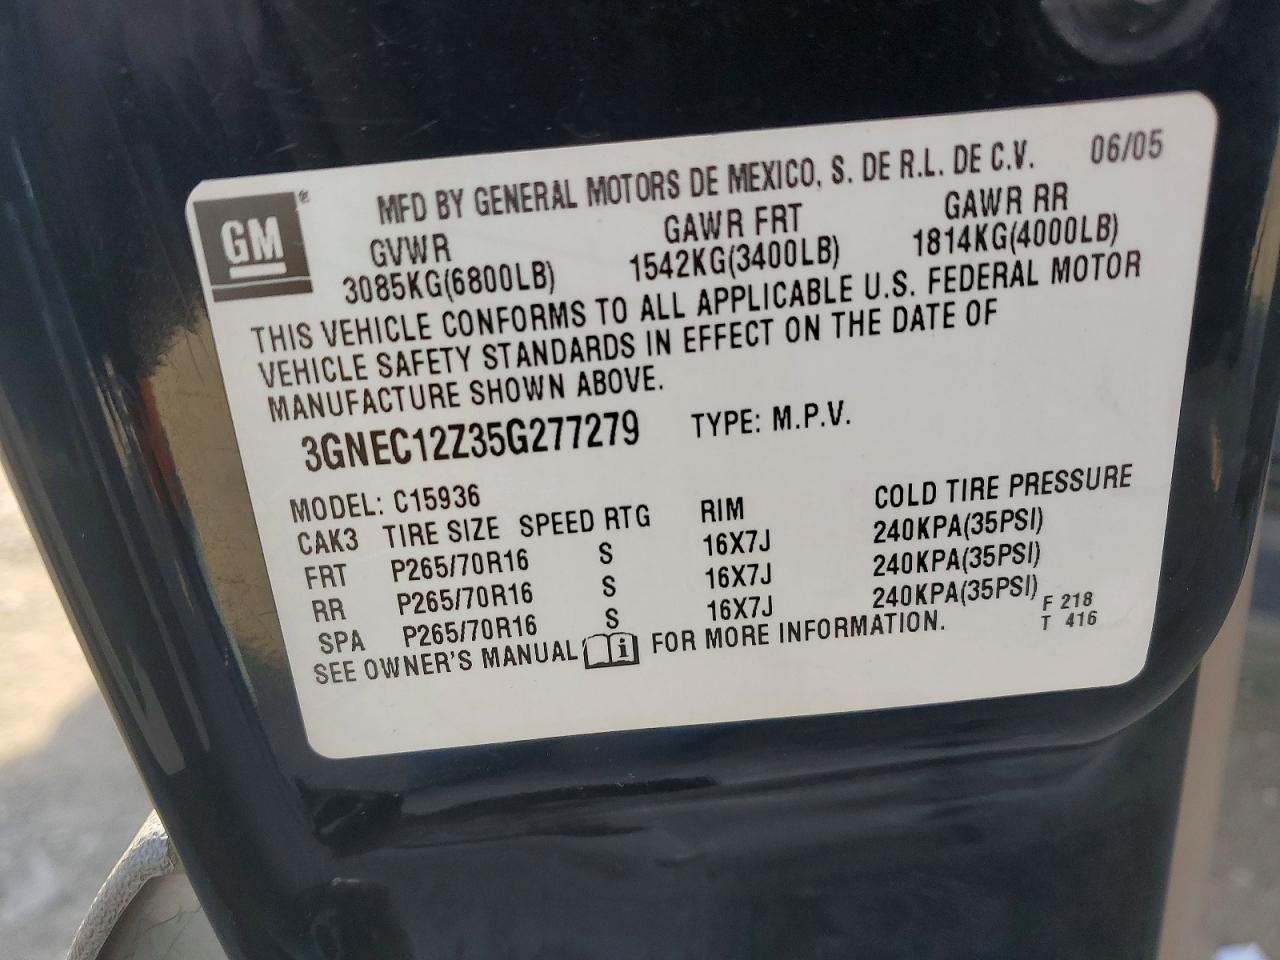 GM ®
MFD BY GENERAL MOTORS DE MEXICO, S. DE R.L. DE C.V. 06/05
GVWR GAWR FRT GAWR RR
3085KG(6800LB) 1542KG(3400LB) 1814KG(4000LB)
THIS VEHICLE CONFORMS TO ALL APPLICABLE U.S. FEDERAL MOTOR
VEHICLE SAFETY STANDARDS IN EFFECT ON THE DATE OF
MANUFACTURE SHOWN ABOVE.
3GNEC12Z35G277279 TYPE: M.P.V.
MODEL: C15936
CAK3 TIRE SIZE SPEED RTG RIM COLD TIRE PRESSURE
FRT P265/70R16 S 16X7J 240KPA(35PSI)
RR P265/70R16 S 16X7J 240KPA(35PSI)
SPA P265/70R16 S 16X7J 240KPA(35PSI)
SEE OWNER'S MANUAL i FOR MORE INFORMATION.
F 218
T 416